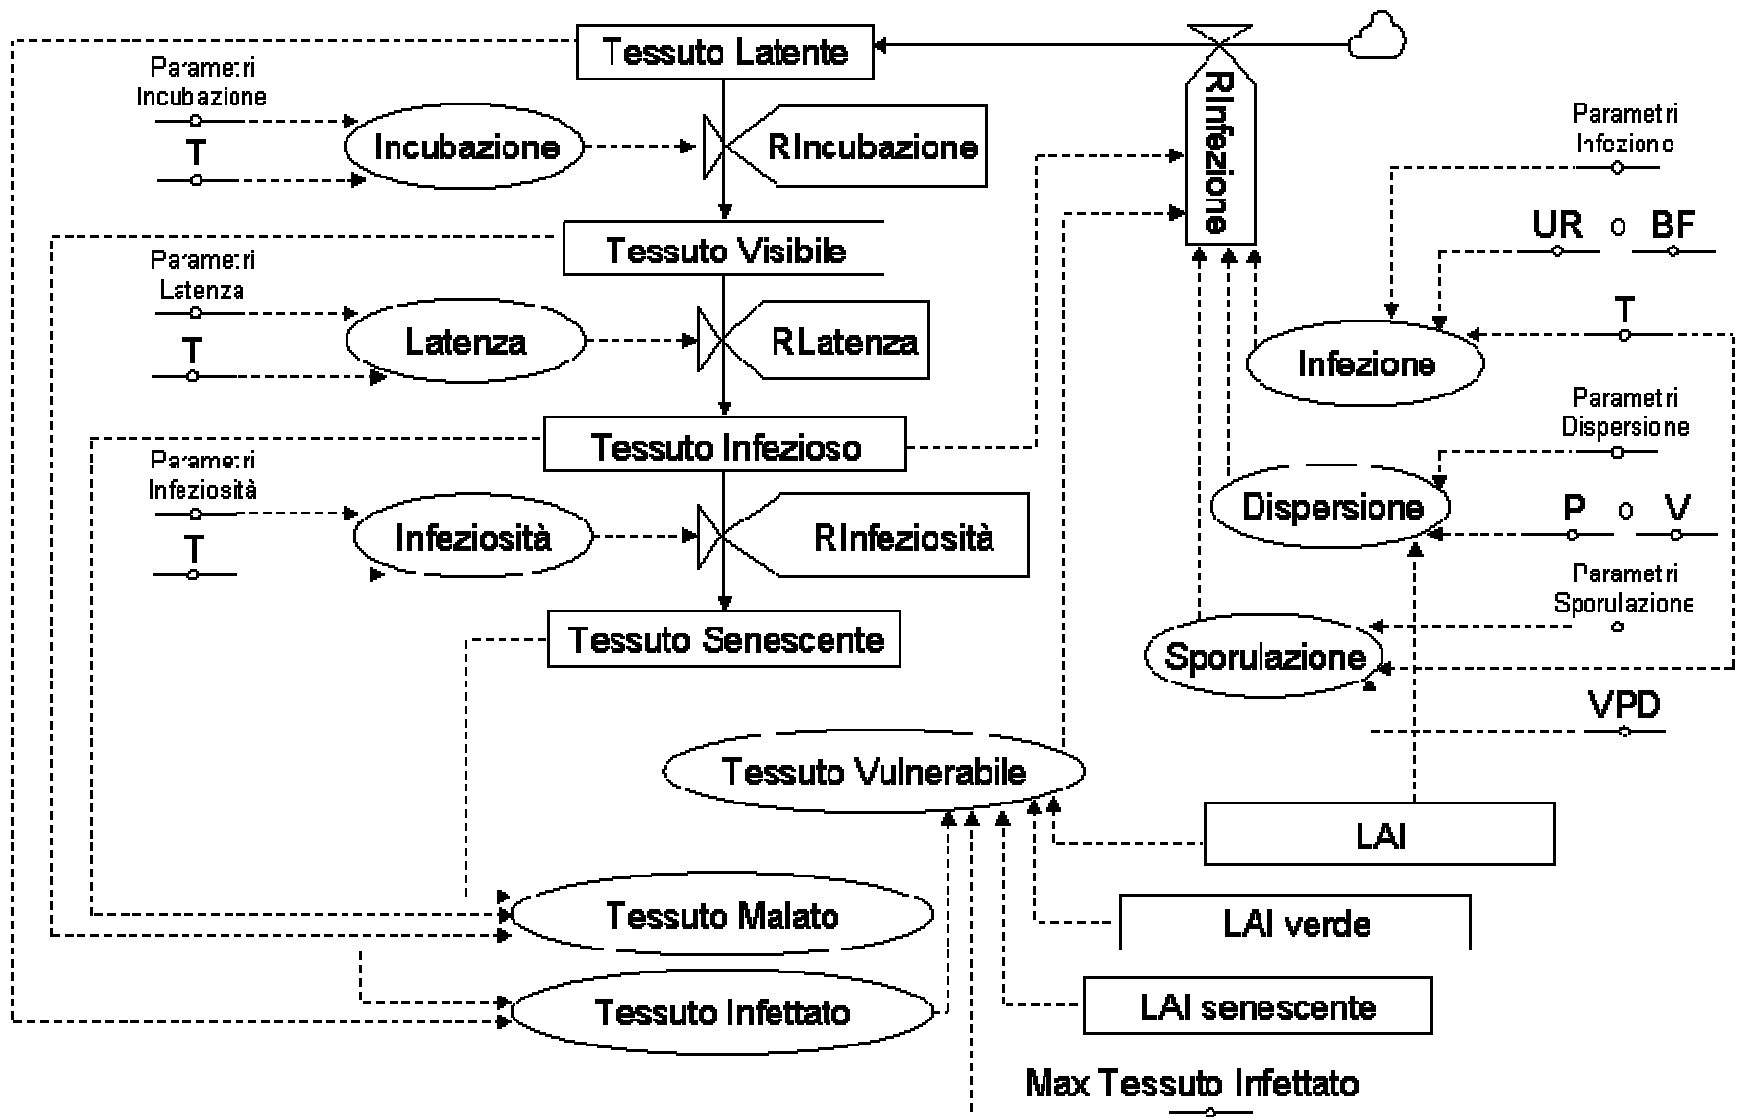 Tessuto Latente
Parametri
Incubazione
T
Incubazione
RIncubazione
RInfezione
Parametri
Infezione
UR o BF
T
Infezione
Tessuto Visibile
Parametri
Latenza
T
Latenza
RLatenza
Parametri
Dispersione
P o V
Dispersione
Tessuto Infezioso
Parametri
Infeziosità
T
Infeziosità
RInfeziosità
Parametri
Sporulazione
Sporulazione
VPD
Tessuto Senescente
Tessuto Vulnerabile
LAI
Tessuto Malato
LAI verde
Tessuto Infettato
LAI senescente
Max Tessuto Infettato